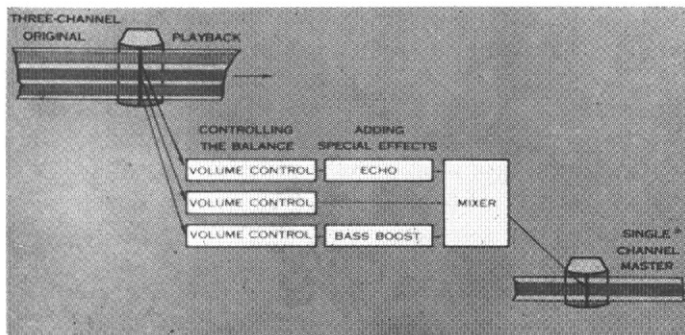 THREE-CHANNEL
ORIGINAL PLAYBACK
CONTROLLING
THE BALANCE
ADDING
SPECIAL EFFECTS
VOLUME CONTROL ECHO
VOLUME CONTROL
VOLUME CONTROL BASS BOOST
MIXER
SINGLE*
CHANNEL
MASTER